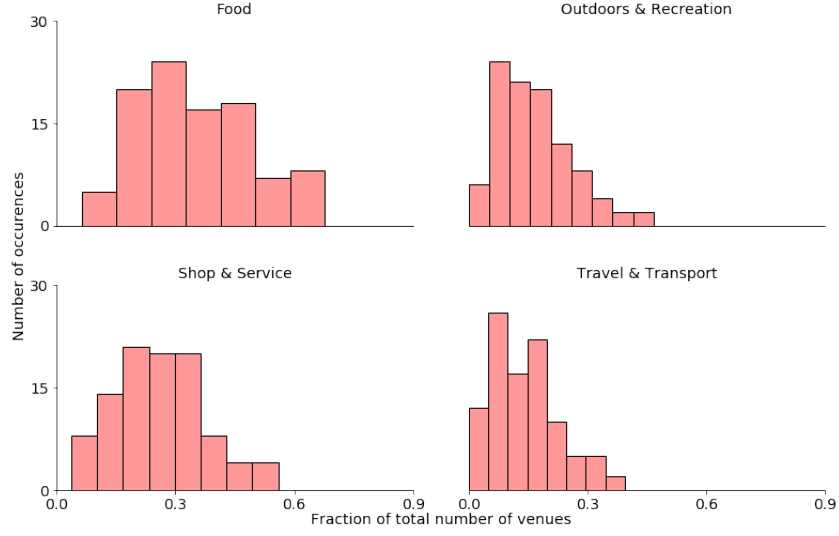 Food
Outdoors & Recreation
30
15
0
Number of occurences
Shop & Service
Travel & Transport
30
15
0
0.0 0.3 0.6 0.9
0.0 0.3 0.6 0.9
Fraction of total number of venues